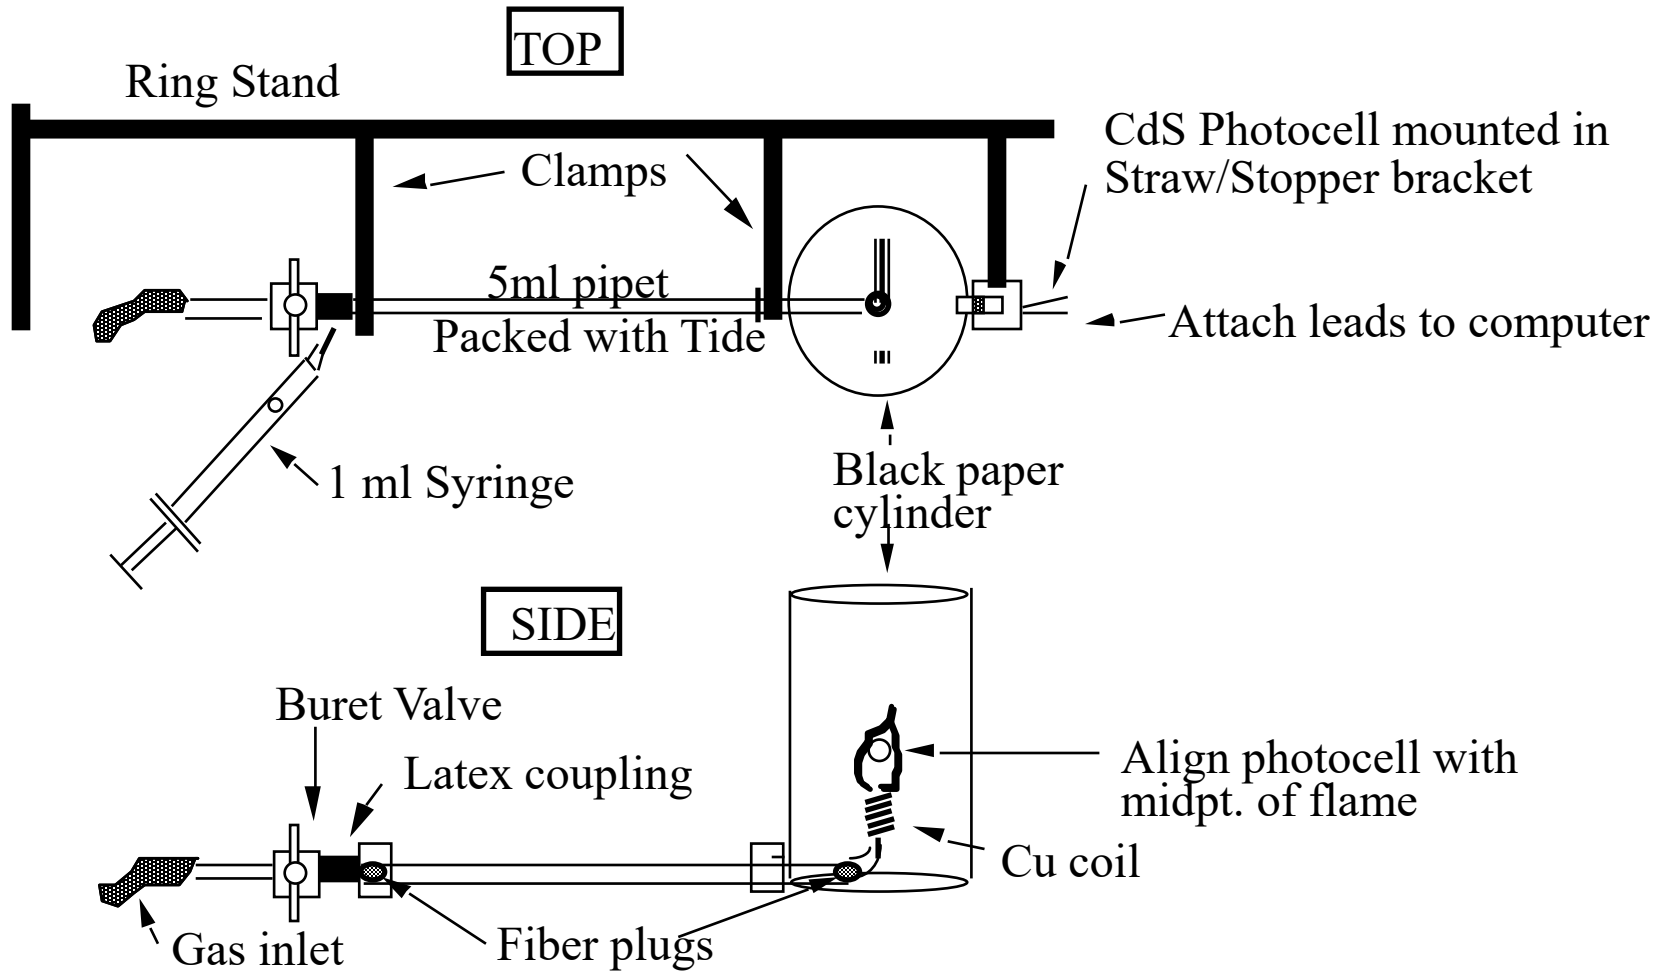 TOP
Ring Stand
CdS Photocell mounted in
Straw/Stopper bracket
Clamps
5ml pipet
Packed with Tide
Attach leads to computer
1 ml Syringe
Black paper
cylinder
SIDE
Buret Valve
Latex coupling
Align photocell with
midpt. of flame
Cu coil
Gas inlet
Fiber plugs